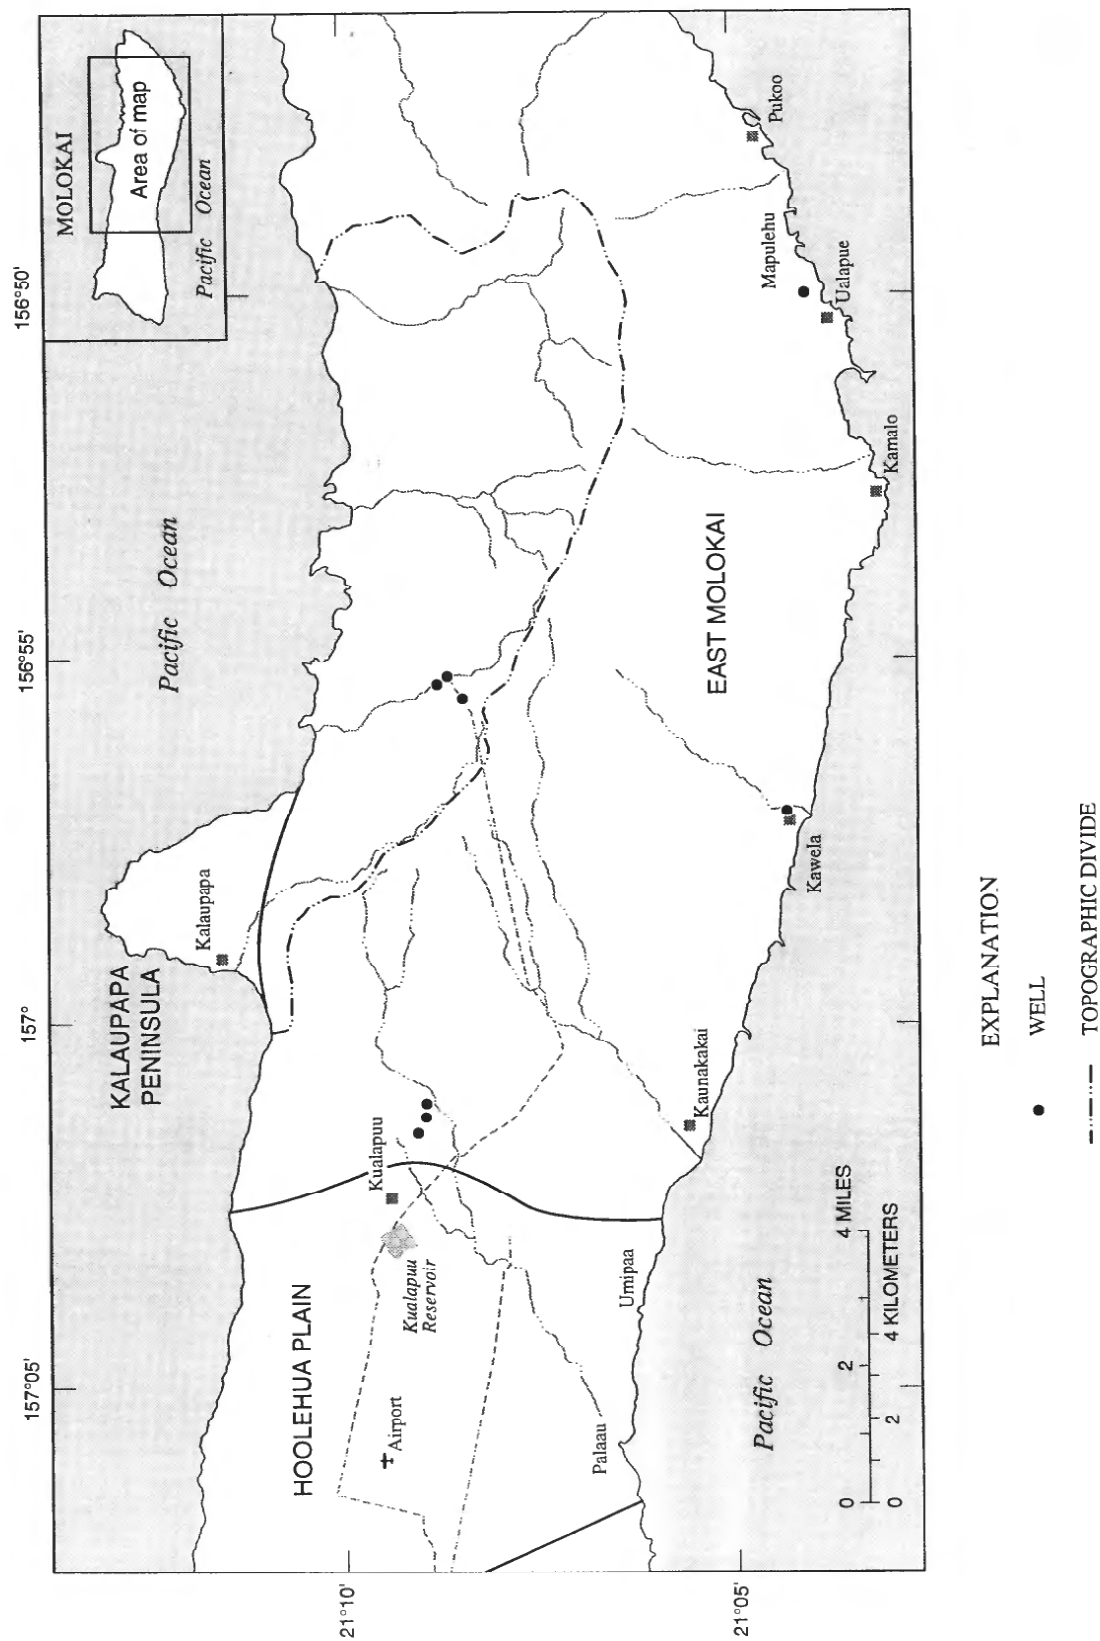 156°50'
156°55'
157°
157°05'
MOLOKAI
Area of map
Pacific Ocean
Pacific Ocean
KALAUPAPA
PENINSULA
Kalaupapa
Pukoo
Mapulehu
Ualapue
Kamalo
EAST MOLOKAI
Kawela
Kaunakakai
Kualapuu
Kualapuu
Reservoir
HOOLEHUA PLAIN
Airport
Umipaa
Palaau
Pacific Ocean
0 2 4 MILES
0 2 4 KILOMETERS
21°10'
21°05'
EXPLANATION
WELL
TOPOGRAPHIC DIVIDE